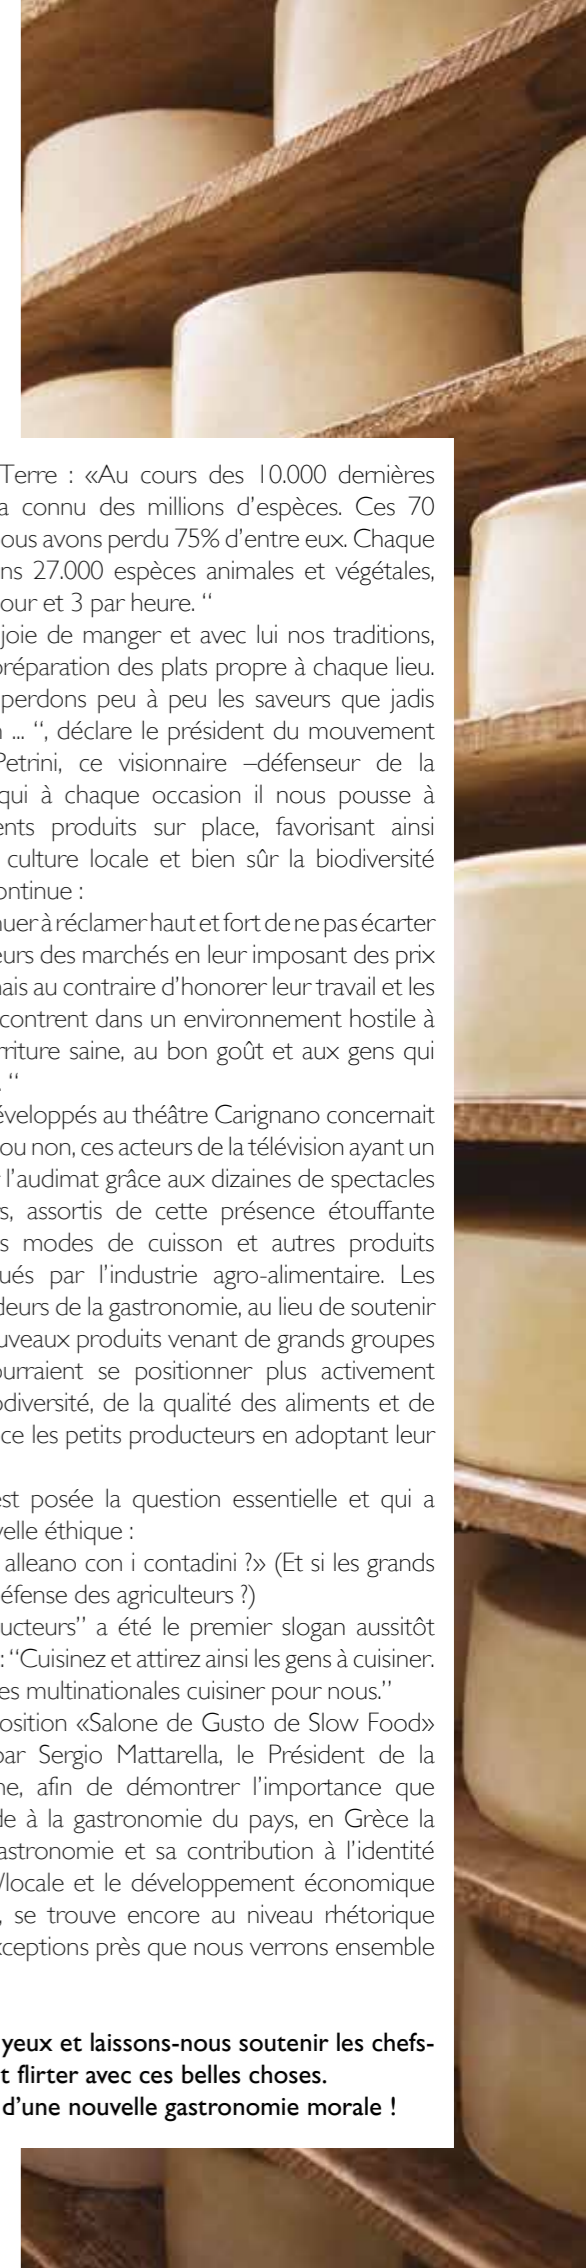 Terre : «Au cours des 10.000 dernières
a connu des millions d'espèces. Ces 70
ous avons perdu 75% d'entre eux. Chaque
ns 27.000 espèces animales et végétales,
our et 3 par heure. “
joie de manger et avec lui nos traditions,
préparation des plats propre à chaque lieu.
perdons peu à peu les saveurs que jadis
n ... “, déclare le président du mouvement
Petrini, ce visionnaire –défenseur de la
qui à chaque occasion il nous pousse à
ents produits sur place, favorisant ainsi
culture locale et bien sûr la biodiversité
ontinue :
nuer à réclamer haut et fort de ne pas écarter
eurs des marchés en leur imposant des prix
nais au contraire d'honorer leur travail et les
contrent dans un environnement hostile à
rriture saine, au bon goût et aux gens qui
. “
éveloppés au théâtre Carignano concernait
ou non, ces acteurs de la télévision ayant un
l'audimat grâce aux dizaines de spectacles
rs, assortis de cette présence étouffante
s modes de cuisson et autres produits
ués par l'industrie agro-alimentaire. Les
deurs de la gastronomie, au lieu de soutenir
uveaux produits venant de grands groupes
ourraient se positionner plus activement
odiversité, de la qualité des aliments et de
ce les petits producteurs en adoptant leur
est posée la question essentielle et qui a
velle éthique :
alleano con i contadini ?» (Et si les grands
éfense des agriculteurs ?)
ucteurs” a été le premier slogan aussitôt
: “Cuisinez et attirez ainsi les gens à cuisiner.
es multinationales cuisiner pour nous.”
osition «Salone de Gusto de Slow Food»
par Sergio Mattarella, le Président de la
ne, afin de démontrer l'importance que
de à la gastronomie du pays, en Grèce la
astronomie et sa contribution à l'identité
/locale et le développement économique
, se trouve encore au niveau rhétorique
xceptions près que nous verrons ensemble
yeux et laissons-nous soutenir les chefs-
t flirter avec ces belles choses.
d'une nouvelle gastronomie morale !